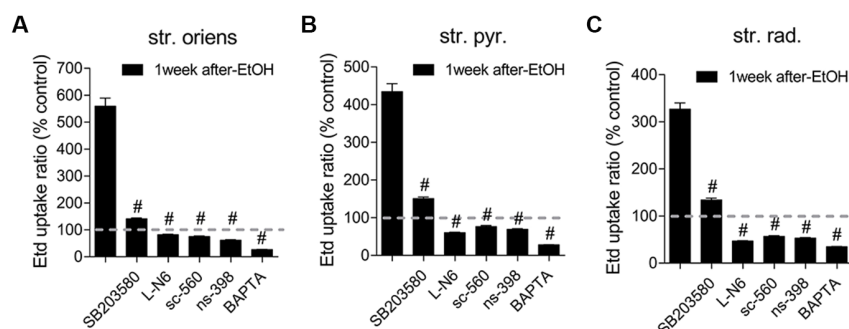 A
str. oriens
Etd uptake ratio (% control)
700
600
500
400
300
200
100
0
1week after-EtOH
#
#
#
#
#
SB203580
L-N6
sc-560
ns-398
BAPTA
B
str. pyr.
Etd uptake ratio (% control)
500
400
300
200
100
0
1week after-EtOH
#
#
#
#
#
SB203580
L-N6
sc-560
ns-398
BAPTA
C
str. rad.
Etd uptake ratio (% control)
400
300
200
100
0
1week after-EtOH
#
#
#
#
#
SB203580
L-N6
sc-560
ns-398
BAPTA